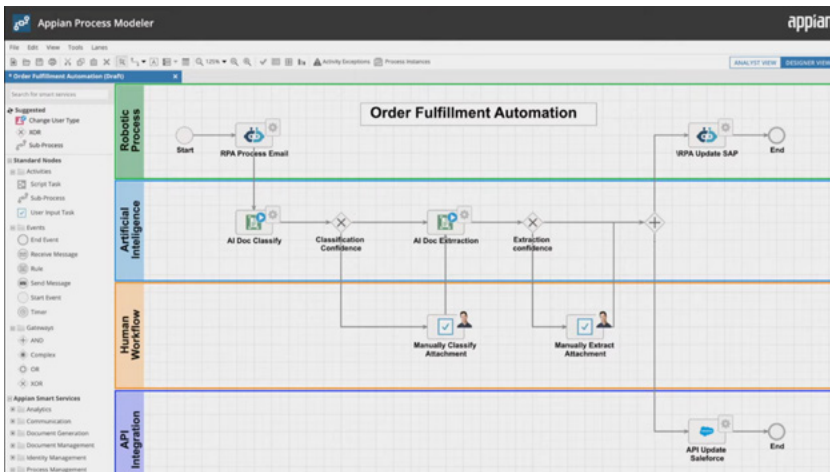 Appian Process Modeler
appian
File Edit View Tools Lanes
125%
Activity Exceptions
Process Instances
ANALYST VIEW
DESIGNER VIEW
* Order Fulfillment Automation (Draft)
Search for smart services
Suggested
Change User Type
XOR
Sub-Process
Standard Nodes
Activities
Script Task
Sub-Process
User Input Task
Events
End Event
Receive Message
Rule
Send Message
Start Event
Timer
Gateways
AND
Complex
OR
XOR
Appian Smart Services
Analytics
Communication
Document Generation
Document Management
Identity Management
Process Management
Robotic
Process
Order Fulfillment Automation
Start
RPA Process Email
\RPA Update SAP
End
Artificial
Inteligence
AI Doc Classify
Classification
Confidence
AI Doc Extrraction
Extraction
confidence
Human
Workflow
Manually Classify
Attachment
Manually Extract
Attachment
API
Integration
API Update
Saleforce
End